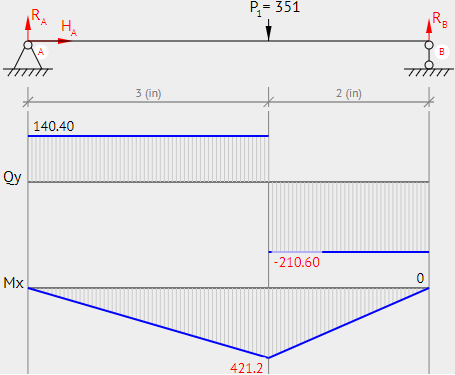 P1= 351
RA
HA
RB
A
B
3 (in)
2 (in)
140.40
Qy
-210.60
Mx
0
421.2